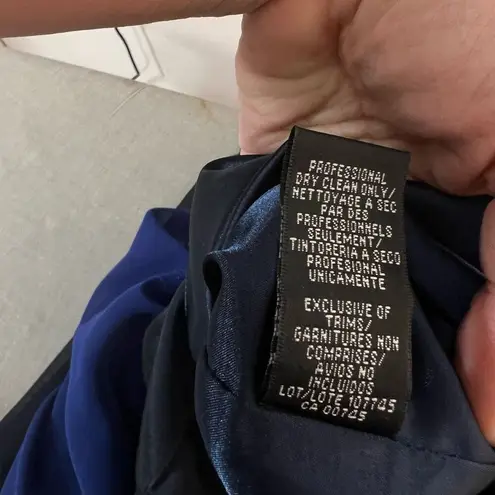 PROFESSIONAL
DRY CLEAN ONLY/
NETTOYAGE A SEC
PAR DES
PROFESSIONNELS
SEULEMENT/
TINTORERIA A SECO
PROFESIONAL
UNICAMENTE
EXCLUSIVE OF
TRIMS/
GARNITURES NON
COMPRISES/
AVIOS NO
INCLUIDOS
LOT/LOTE 107745
CA 00745